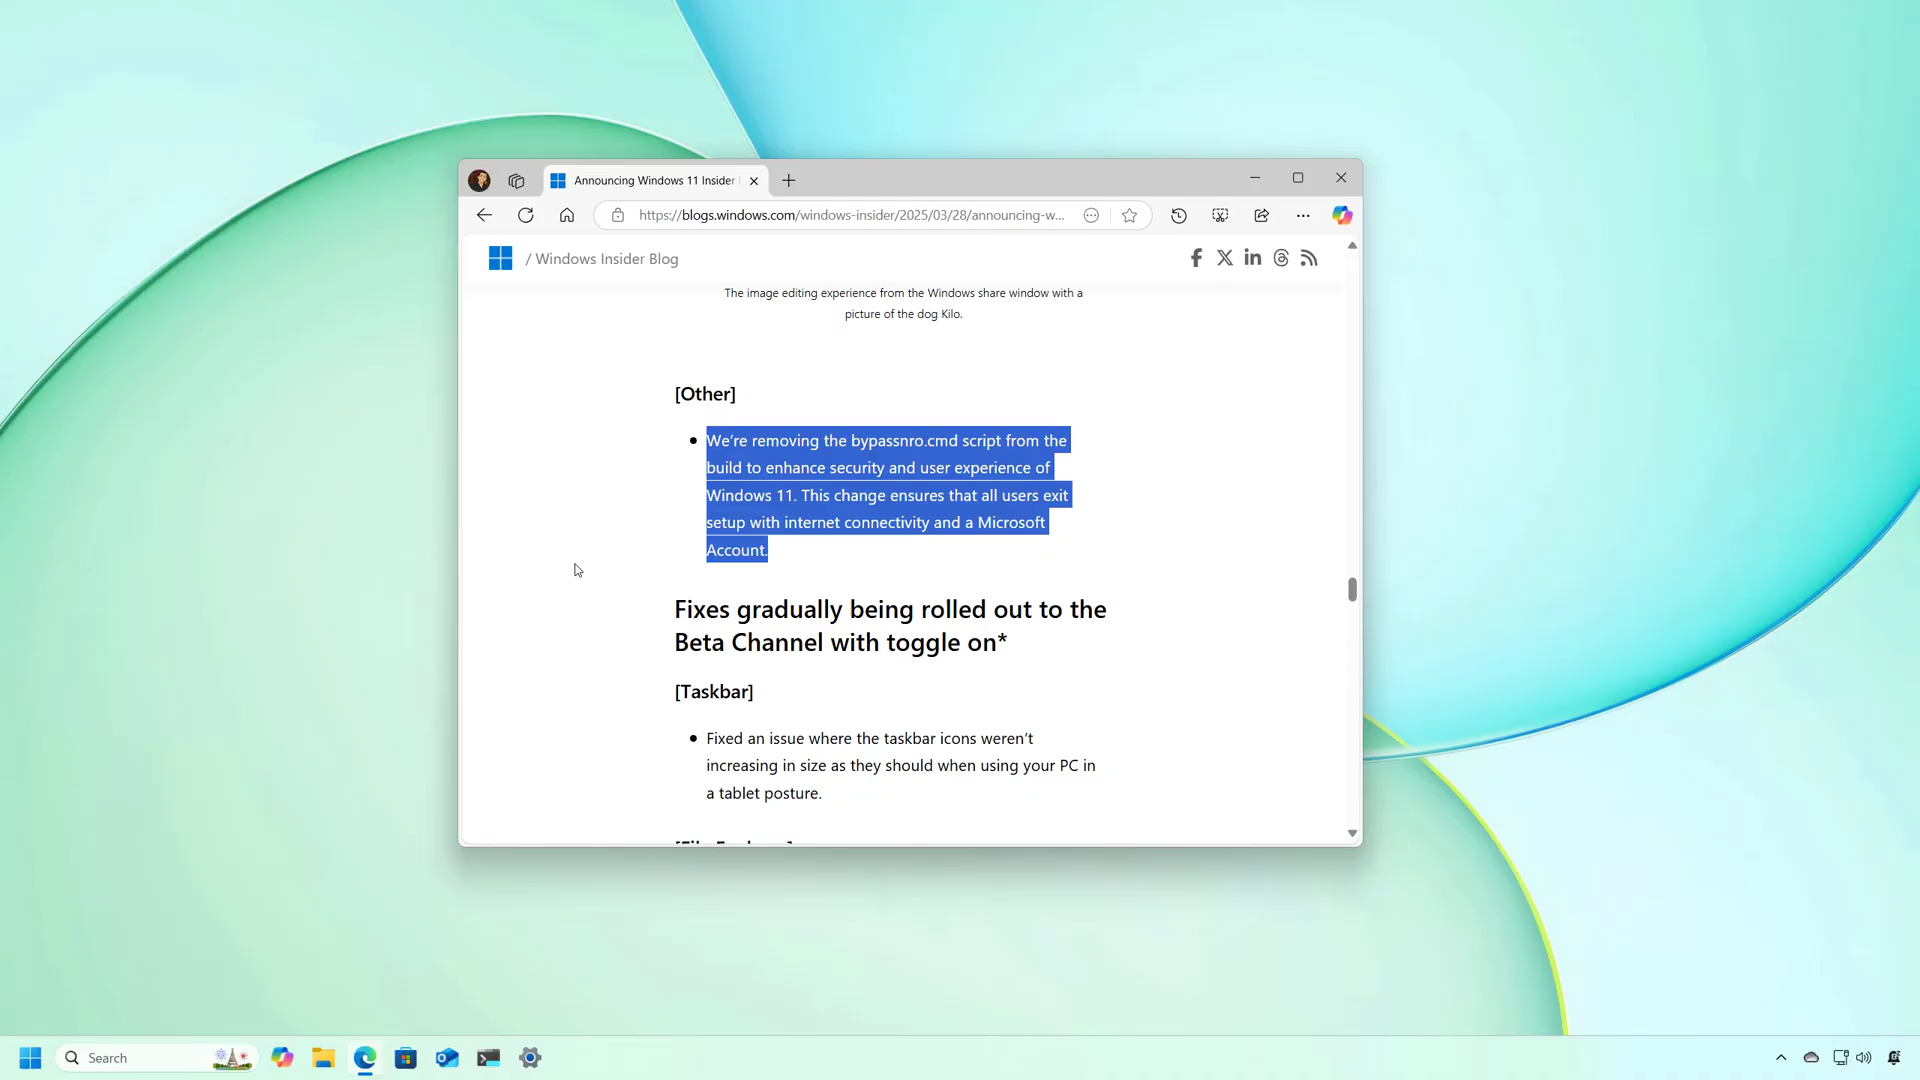 Announcing Windows 11 Insider
https://blogs.windows.com/windows-insider/2025/03/28/announcing-w...
/ Windows Insider Blog
The image editing experience from the Windows share window with a
picture of the dog Kilo.
[Other]
We're removing the bypassnro.cmd script from the
build to enhance security and user experience of
Windows 11. This change ensures that all users exit
setup with internet connectivity and a Microsoft
Account.
Fixes gradually being rolled out to the
Beta Channel with toggle on*
[Taskbar]
Fixed an issue where the taskbar icons weren't
increasing in size as they should when using your PC in
a tablet posture.
Search